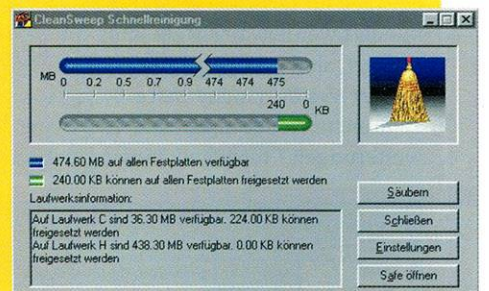 CleanSweep Schnellreinigung
MB
0 0.2 0.5 0.7 0.9 474 474 475
240 0 KB
474.60 MB auf allen Festplatten verfügbar
240.00 KB können auf allen Festplatten freigesetzt werden
Laufwerksinformation:
Auf Laufwerk C sind 36.30 MB verfügbar. 224.00 KB können
freigesetzt werden
Auf Laufwerk H sind 438.30 MB verfügbar. 0.00 KB können
freigesetzt werden
Säubern
Schließen
Einstellungen
Safe öffnen